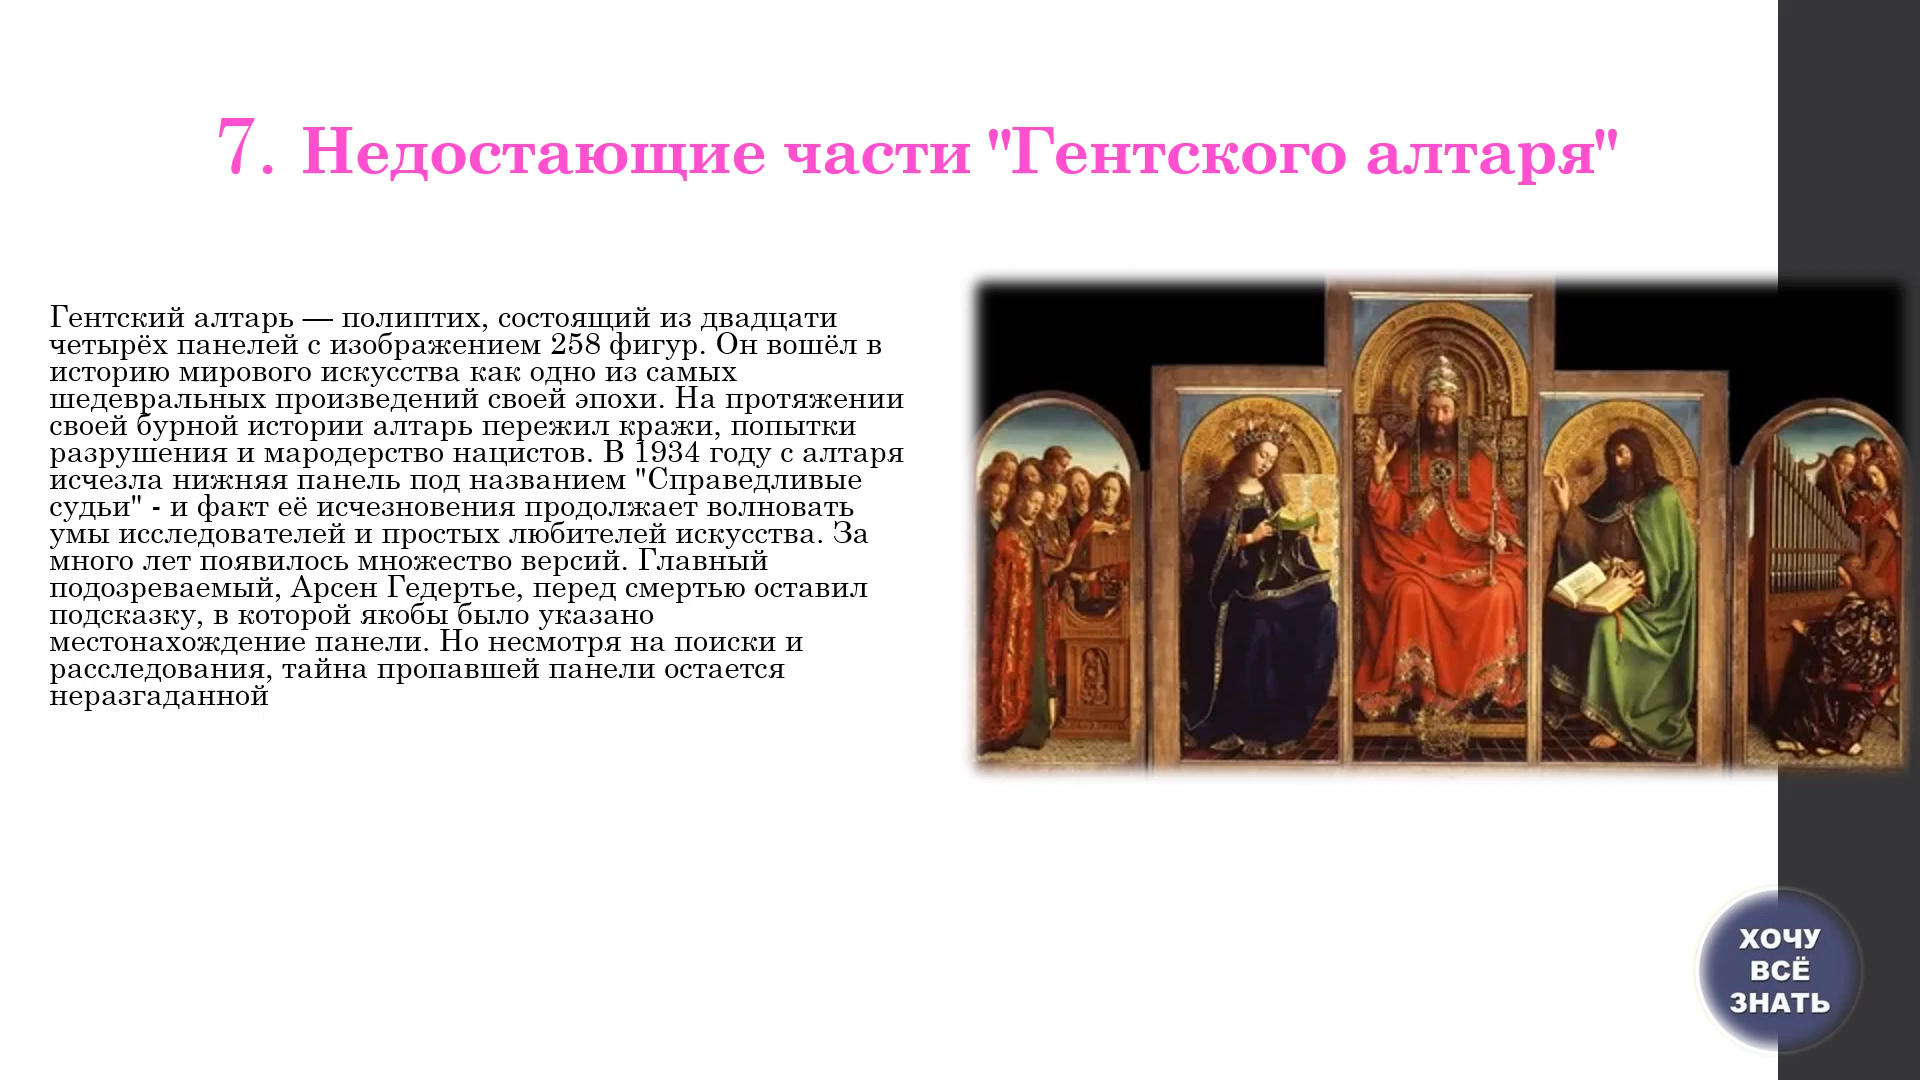 7. Недостающие части "Гентского алтаря"
Гентский алтарь — полиптих, состоящий из двадцати
четырёх панелей с изображением 258 фигур. Он вошёл в
историю мирового искусства как одно из самых
шедевральных произведений своей эпохи. На протяжении
своей бурной истории алтарь пережил кражи, попытки
разрушения и мародерство нацистов. В 1934 году с алтаря
исчезла нижняя панель под названием "Справедливые
судьи" - и факт её исчезновения продолжает волновать
умы исследователей и простых любителей искусства. За
много лет появилось множество версий. Главный
подозреваемый, Арсен Гедертье, перед смертью оставил
подсказку, в которой якобы было указано
местонахождение панели. Но несмотря на поиски и
расследования, тайна пропавшей панели остается
неразгаданной
ХОЧУ
ВСЁ
ЗНАТЬ